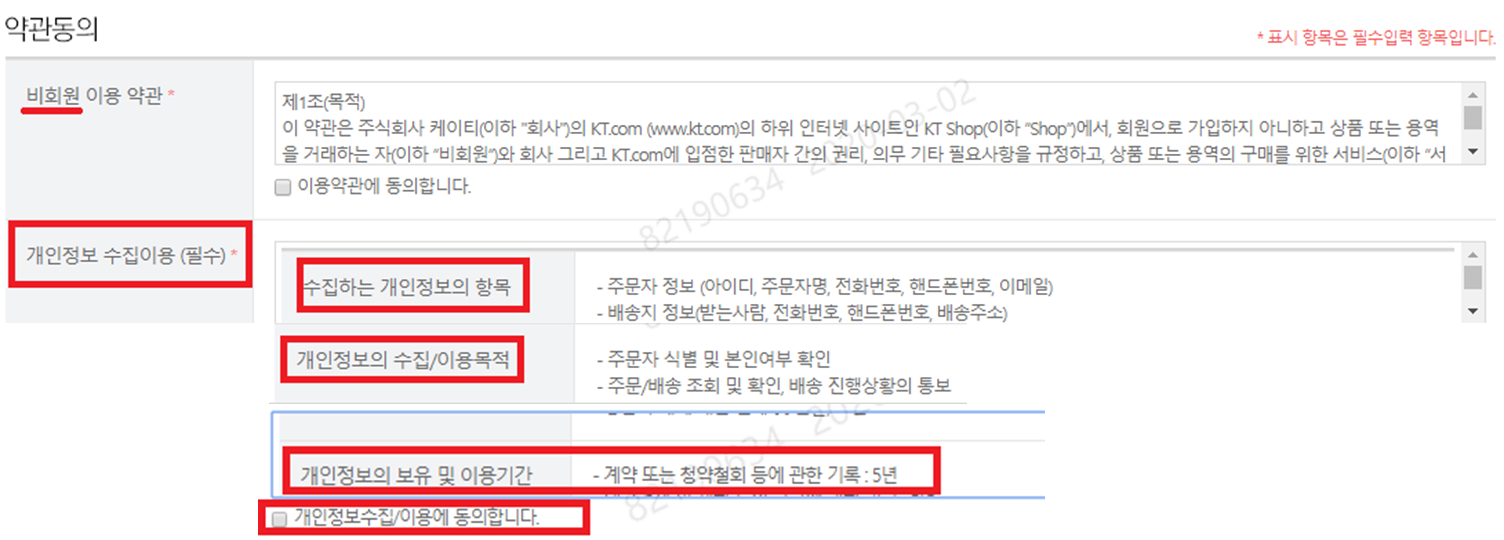 약관동의
* 표시 항목은 필수입력 항목입니다.
비회원 이용 약관 *
제1조(목적)
이 약관은 주식회사 케이티(이하 "회사")의 KT.com (www.kt.com)의 하위 인터넷 사이트인 KT Shop(이하 “Shop”)에서, 회원으로 가입하지 아니하고 상품 또는 용역
을 거래하는 자(이하 “비회원”)와 회사 그리고 KT.com에 입점한 판매자 간의 권리, 의무 기타 필요사항을 규정하고, 상품 또는 용역의 구매를 위한 서비스(이하 “서
이용약관에 동의합니다.
82190634 2020-03-02
개인정보 수집이용 (필수) *
수집하는 개인정보의 항목
- 주문자 정보 (아이디, 주문자명, 전화번호, 핸드폰번호, 이메일)
- 배송지 정보(받는사람, 전화번호, 핸드폰번호, 배송주소)
개인정보의 수집/이용목적
- 주문자 식별 및 본인여부 확인
- 주문/배송 조회 및 확인, 배송 진행상황의 통보
개인정보의 보유 및 이용기간
- 계약 또는 청약철회 등에 관한 기록 : 5년
개인정보수집/이용에 동의합니다.